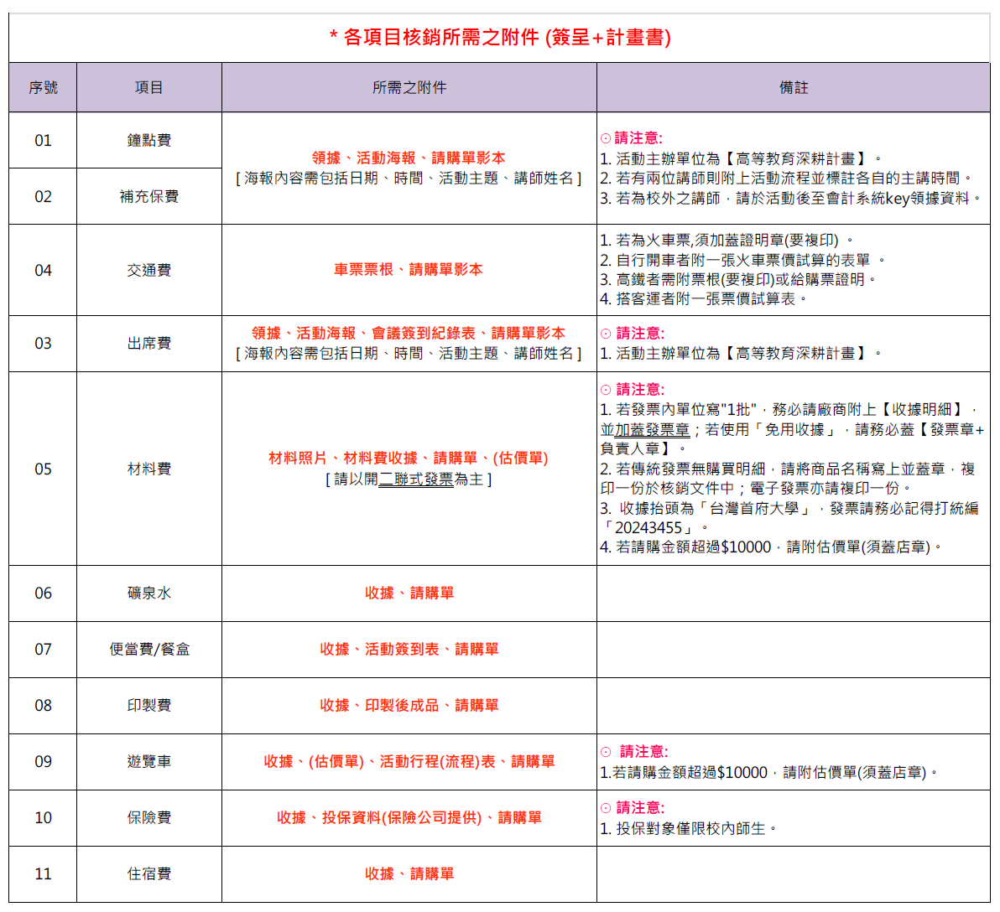 * 各項目核銷所需之附件 (簽呈+計畫書)
序號 項目 所需之附件 備註
01 鐘點費
02 補充保費
領據、活動海報、請購單影本
[ 海報內容需包括日期、時間、活動主題、講師姓名 ]
⊙ 請注意:
1. 活動主辦單位為【高等教育深耕計畫】。
2. 若有兩位講師則附上活動流程並標註各自的主講時間。
3. 若為校外之講師，請於活動後至會計系統key領據資料。
04 交通費 車票票根、請購單影本
1. 若為火車票,須加蓋證明章(要複印) 。
2. 自行開車者附一張火車票價試算的表單 。
3. 高鐵者需附票根(要複印)或給購票證明。
4. 搭客運者附一張票價試算表。
03 出席費
領據、活動海報、會議簽到紀錄表、請購單影本
[ 海報內容需包括日期、時間、活動主題、講師姓名 ]
⊙ 請注意:
1. 活動主辦單位為【高等教育深耕計畫】。
05 材料費
材料照片、材料費收據、請購單、(估價單)
[ 請以開二聯式發票為主 ]
⊙ 請注意:
1. 若發票內單位寫"1批"，務必請廠商附上【收據明細】，
並加蓋發票章；若使用「免用收據」，請務必蓋【發票章+
負責人章】。
2. 若傳統發票無購買明細，請將商品名稱寫上並蓋章，複
印一份於核銷文件中；電子發票亦請複印一份。
3. 收據抬頭為「台灣首府大學」，發票請務必記得打統編
「20243455」。
4. 若請購金額超過$10000，請附估價單(須蓋店章)。
06 礦泉水 收據、請購單
07 便當費/餐盒 收據、活動簽到表、請購單
08 印製費 收據、印製後成品、請購單
09 遊覽車 收據、(估價單)、活動行程(流程)表、請購單
⊙ 請注意:
1.若請購金額超過$10000，請附估價單(須蓋店章)。
10 保險費 收據、投保資料(保險公司提供)、請購單
⊙ 請注意:
1. 投保對象僅限校內師生。
11 住宿費 收據、請購單